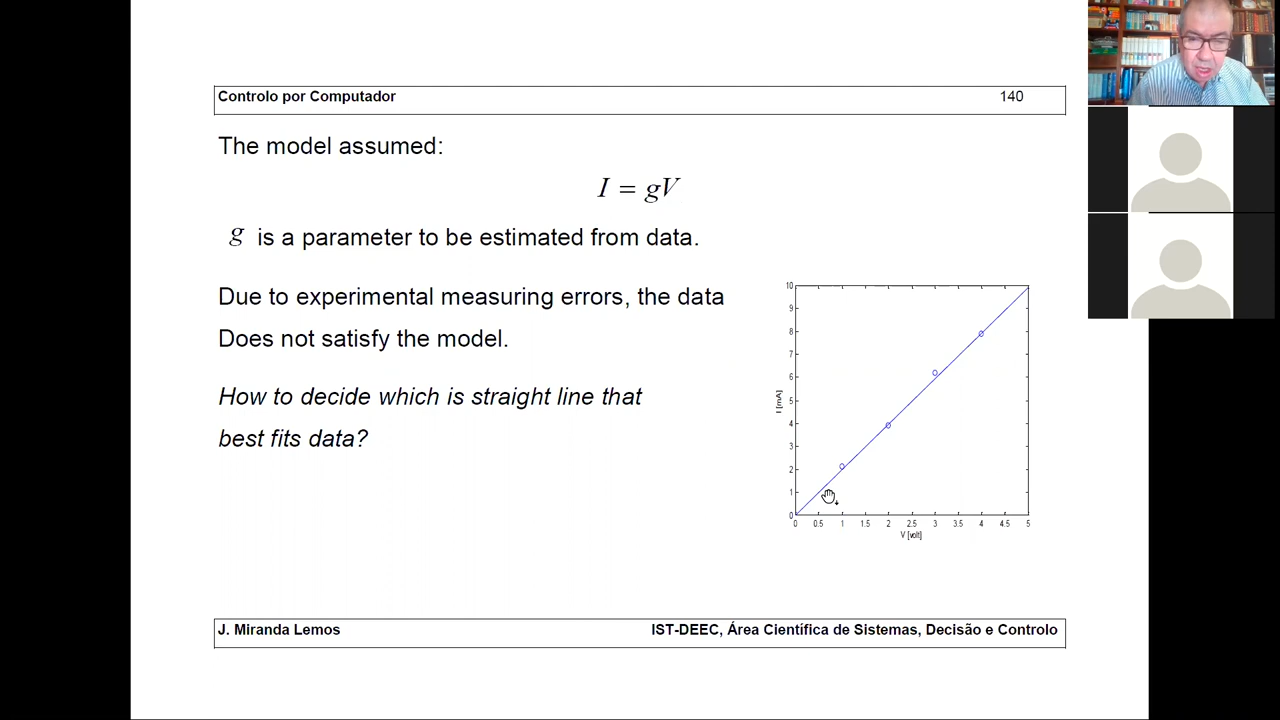 Controlo por Computador 140
The model assumed:
I = gV
g is a parameter to be estimated from data.
Due to experimental measuring errors, the data
Does not satisfy the model.
How to decide which is straight line that
best fits data?
10
9
8
7
6
5
4
3
2
1
0
I [mA]
0 0.5 1 1.5 2 2.5 3 3.5 4 4.5 5
V [volt]
J. Miranda Lemos IST-DEEC, Área Científica de Sistemas, Decisão e Controlo